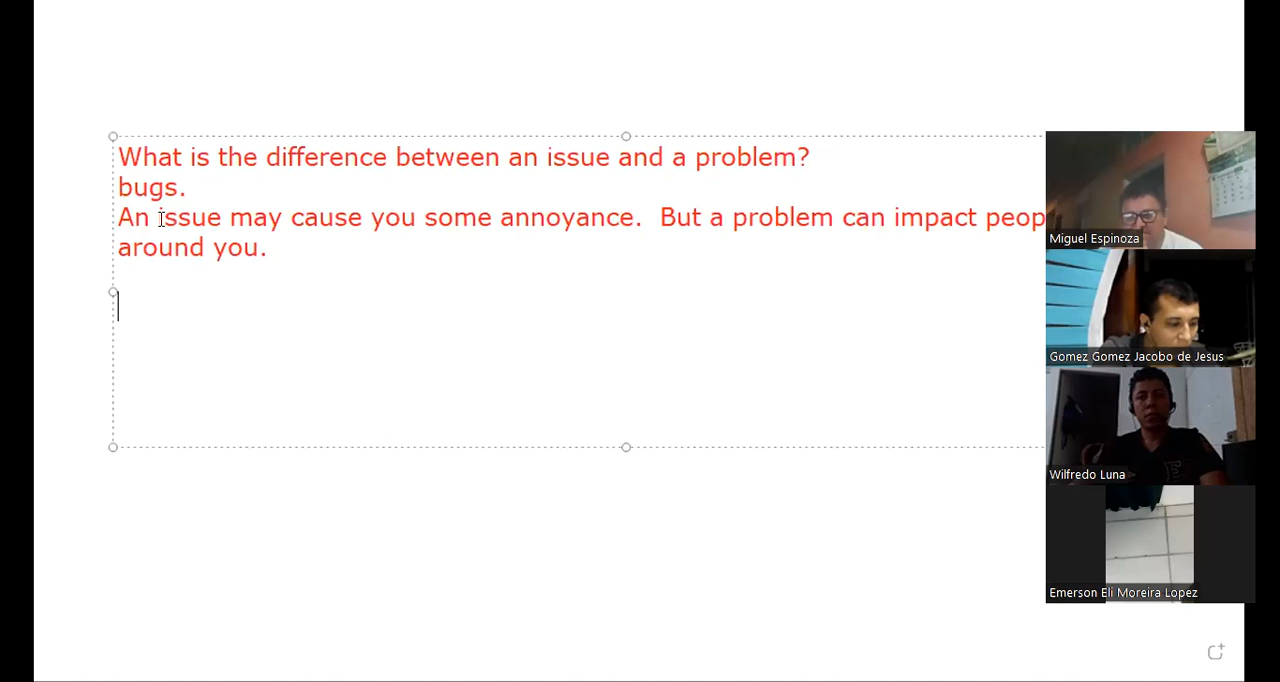 What is the difference between an issue and a problem?
bugs.
An issue may cause you some annoyance.  But a problem can impact
around you.
Miguel Espinoza
Gomez Gomez Jacobo de Jesus
Wilfredo Luna
Emerson Eli Moreira Lopez